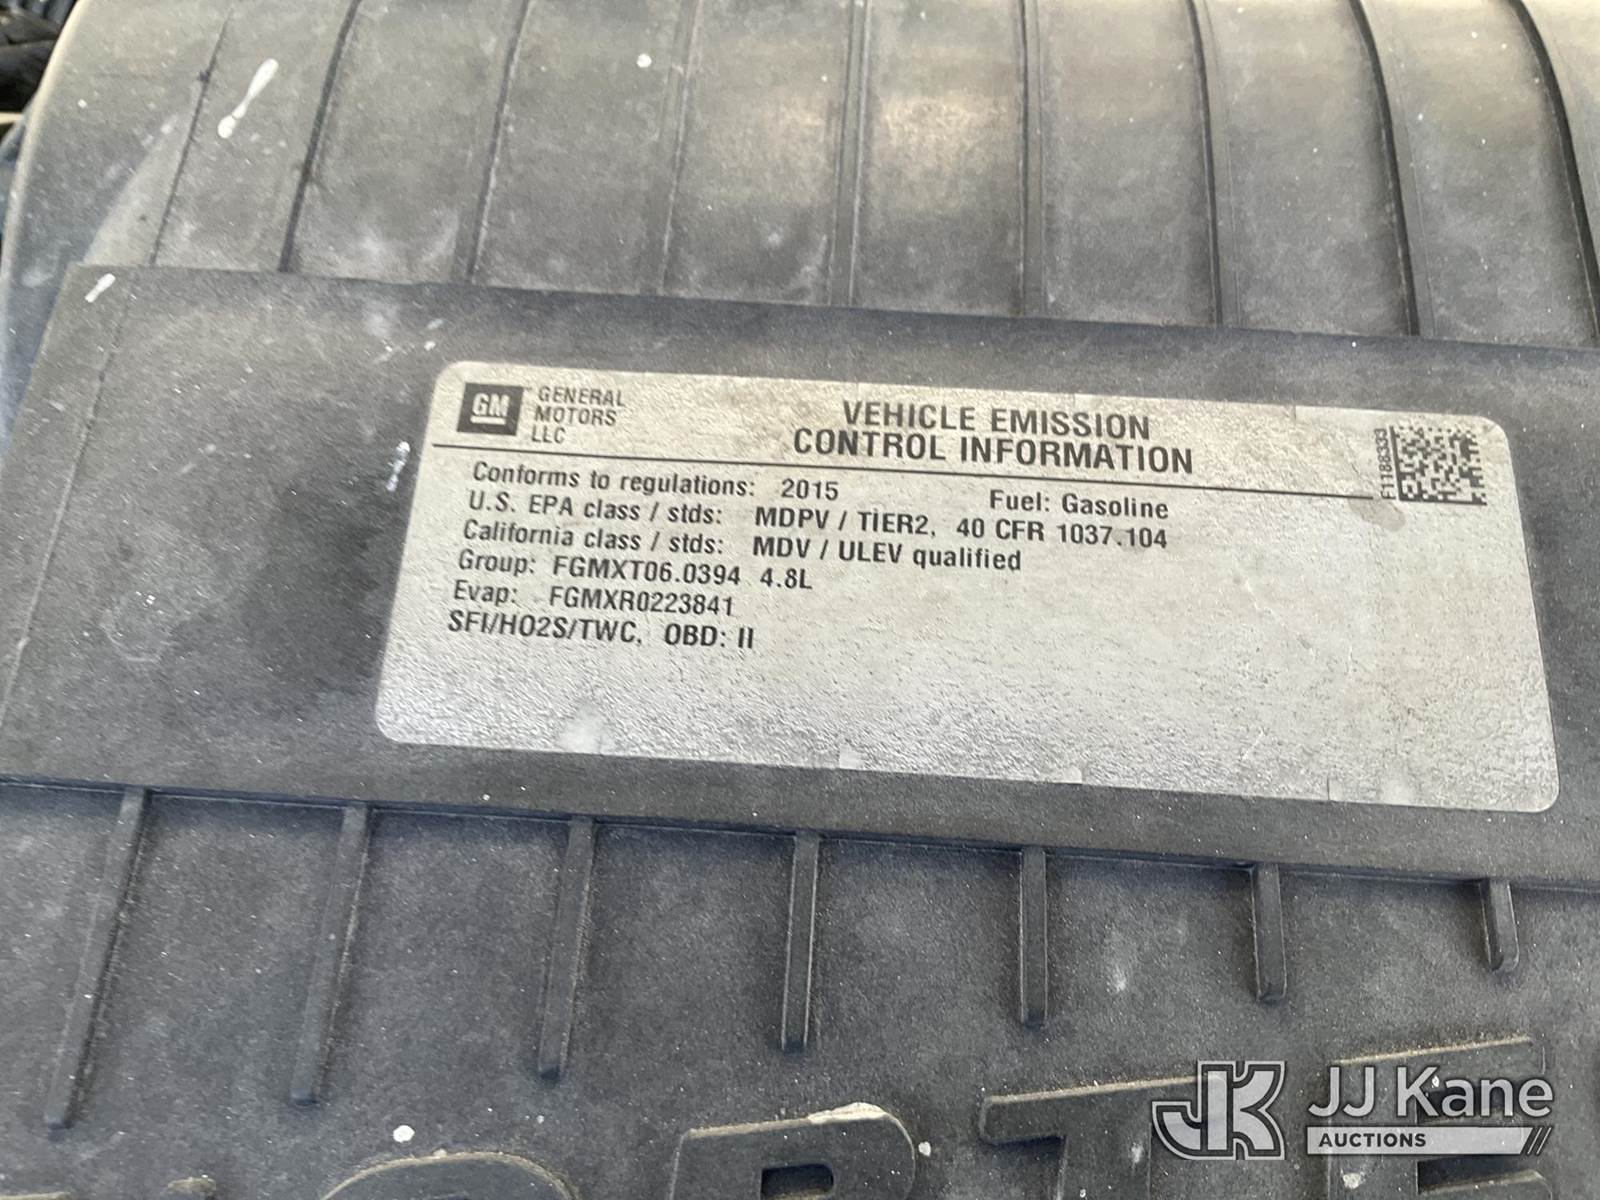 GM GENERAL
MOTORS
LLC
VEHICLE EMISSION
CONTROL INFORMATION
F1188333
Conforms to regulations: 2015 Fuel: Gasoline
U.S. EPA class / stds: MDPV / TIER2, 40 CFR 1037.104
California class / stds: MDV / ULEV qualified
Group: FGMXT06.0394 4.8L
Evap: FGMXR0223841
SFI/HO2S/TWC, OBD: II
JK JJ Kane
AUCTIONS